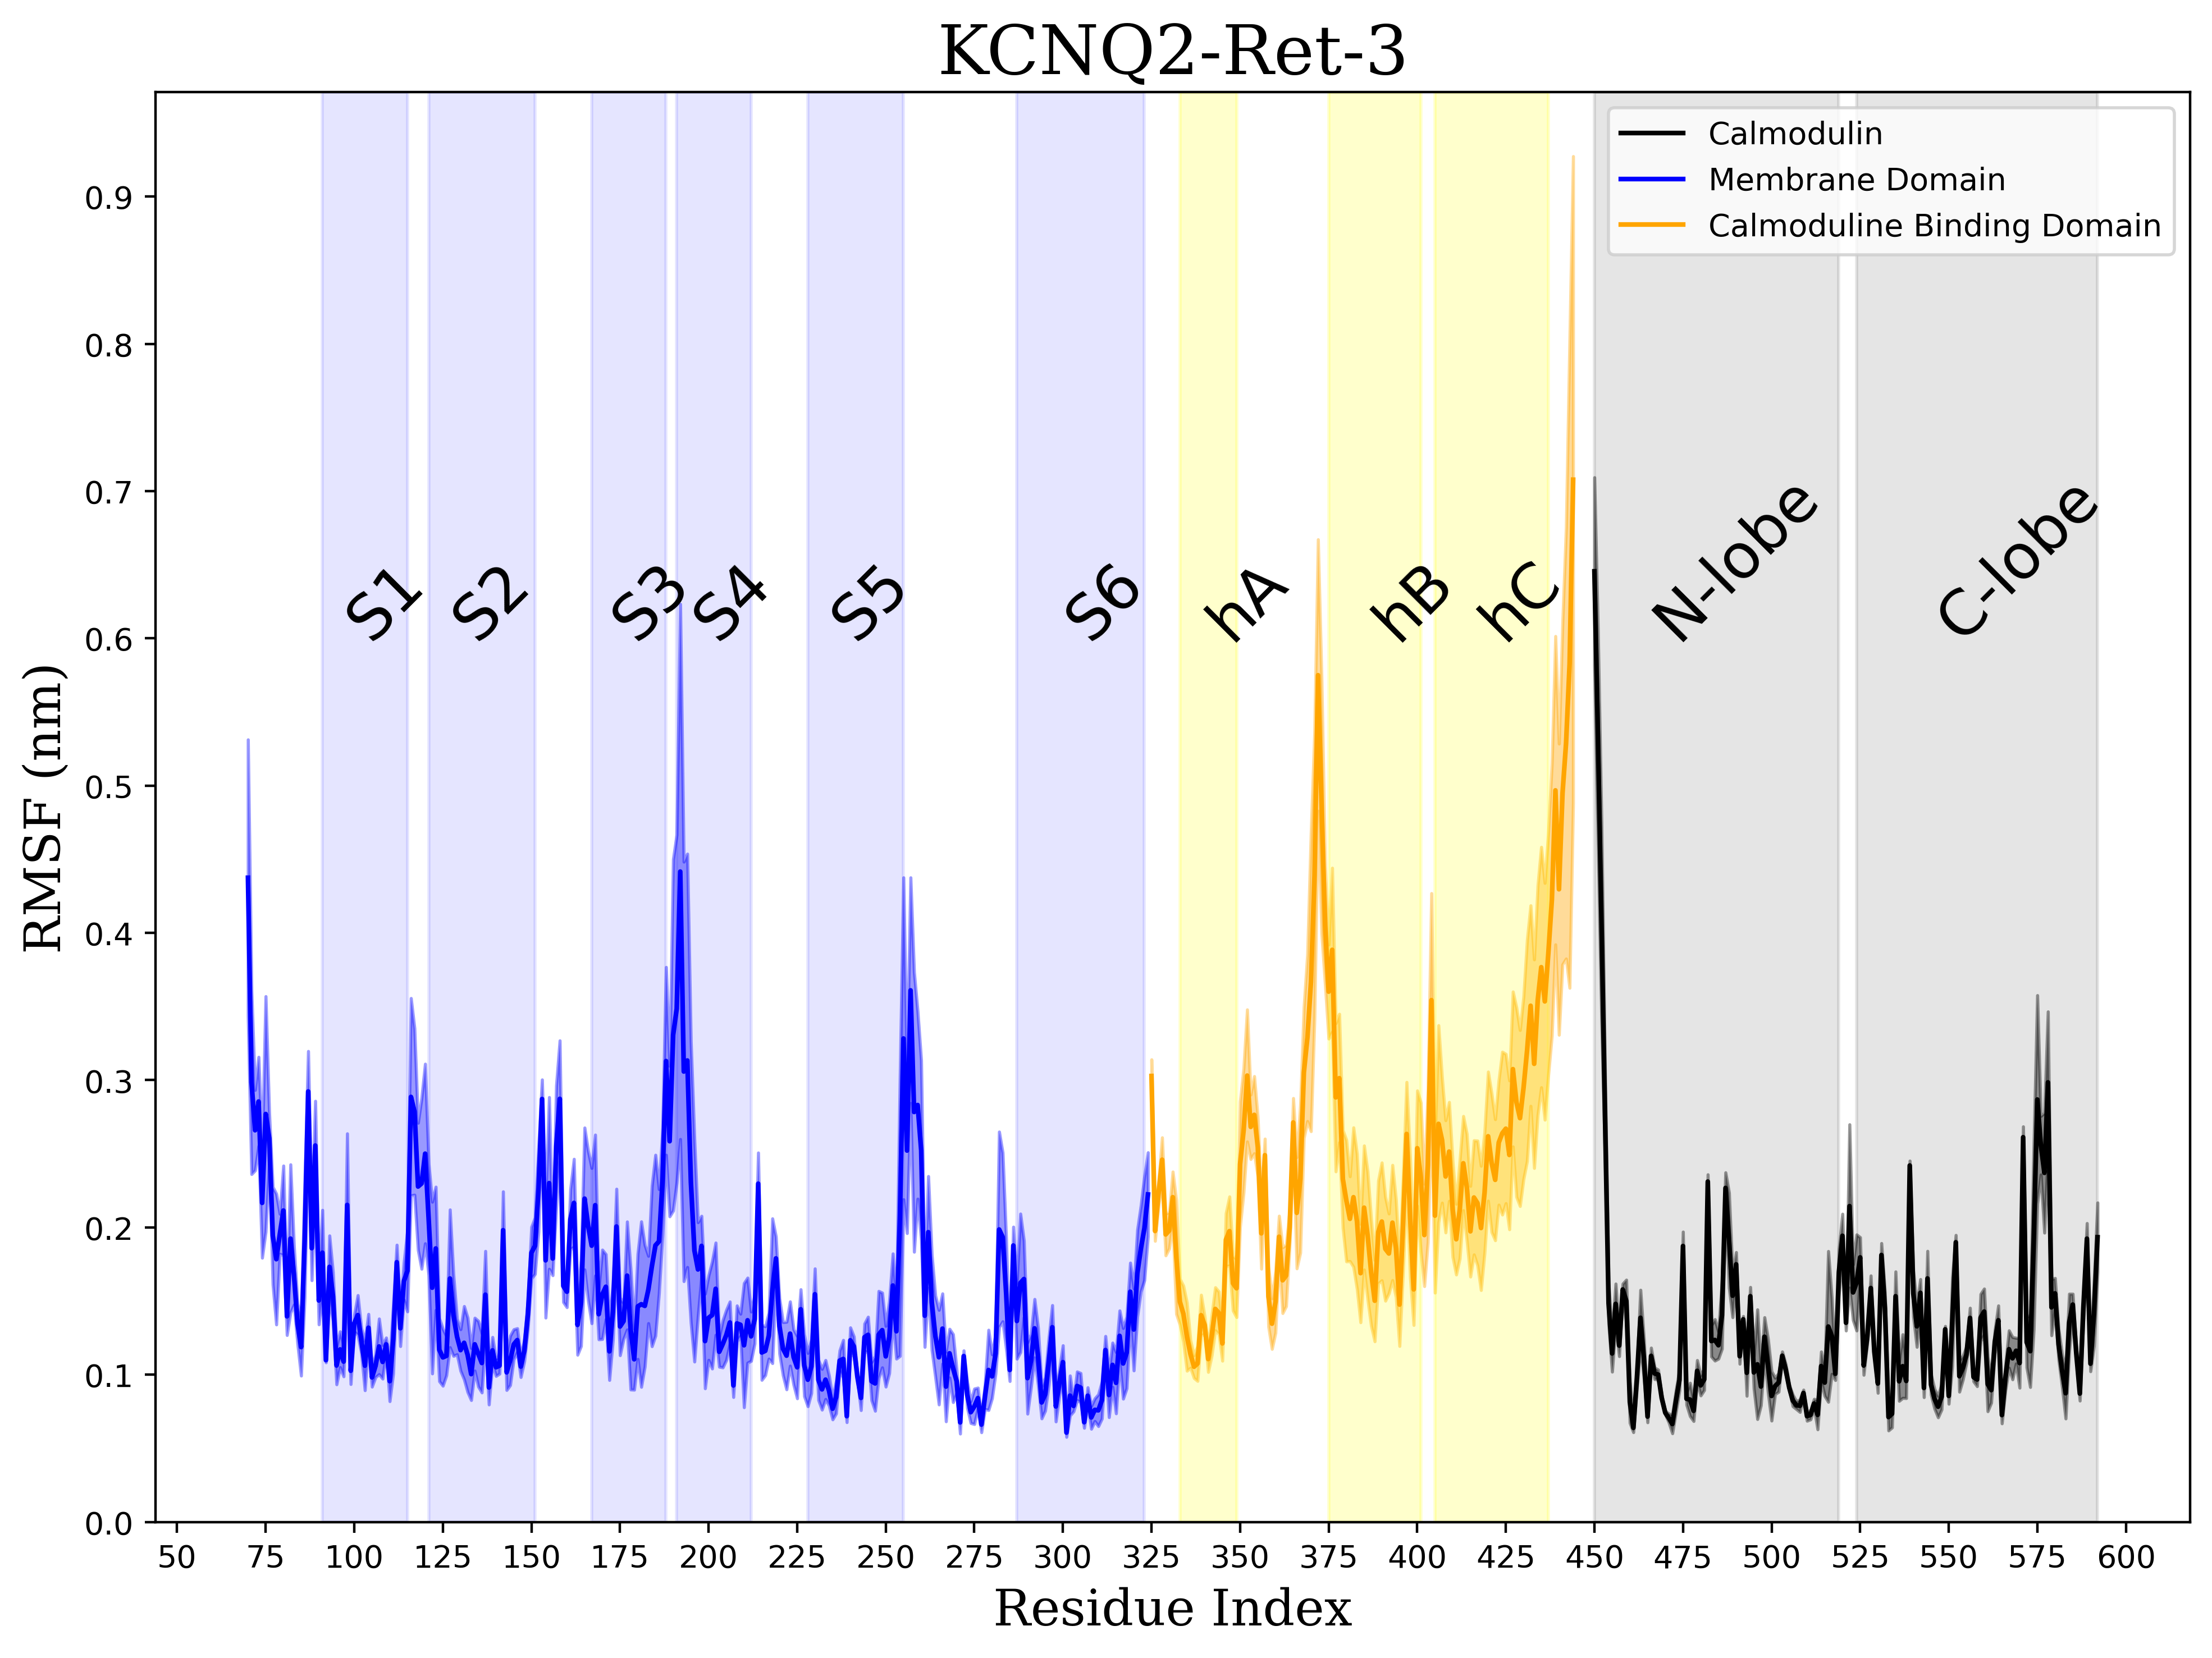 KCNQ2-Ret-3
Calmodulin
Membrane Domain
Calmoduline Binding Domain
S1
S2
S3
S4
S5
S6
hA
hB
hC
N-lobe
C-lobe
RMSF (nm)
0.9
0.8
0.7
0.6
0.5
0.4
0.3
0.2
0.1
0.0
50 75 100 125 150 175 200 225 250 275 300 325 350 375 400 425 450 475 500 525 550 575 600
Residue Index